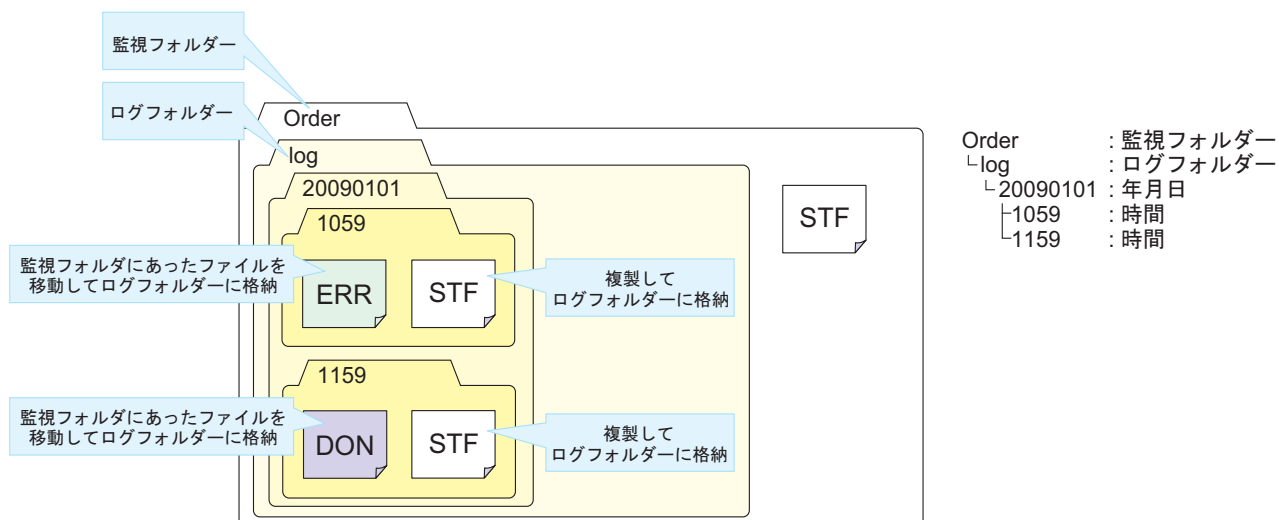 監視フォルダー
ログフォルダー
Order
log
20090101
1059
監視フォルダにあったファイルを
移動してログフォルダーに格納
ERR
STF
複製して
ログフォルダーに格納
1159
監視フォルダにあったファイルを
移動してログフォルダーに格納
DON
STF
複製して
ログフォルダーに格納
STF
Order : 監視フォルダー
└log : ログフォルダー
└20090101 : 年月日
├1059 : 時間
└1159 : 時間